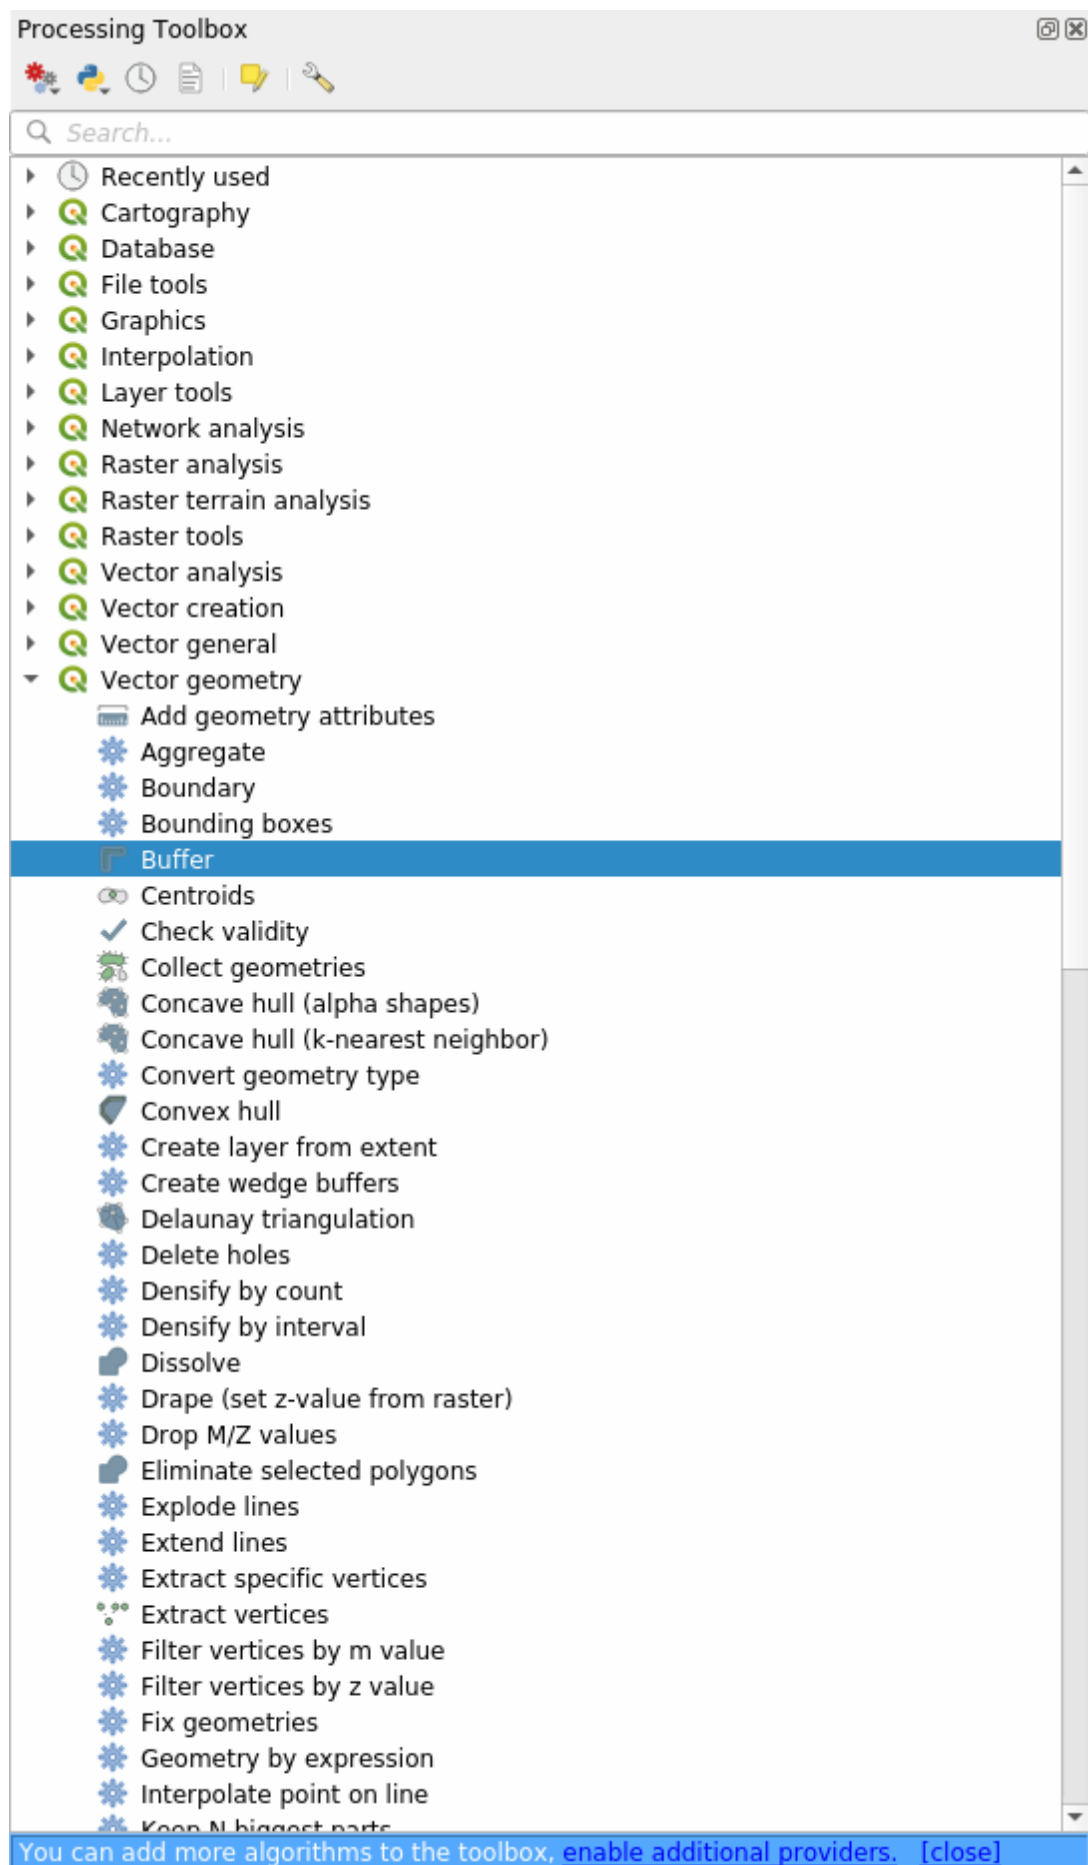 Processing Toolbox
Search...
Recently used
Cartography
Database
File tools
Graphics
Interpolation
Layer tools
Network analysis
Raster analysis
Raster terrain analysis
Raster tools
Vector analysis
Vector creation
Vector general
Vector geometry
Add geometry attributes
Aggregate
Boundary
Bounding boxes
Buffer
Centroids
Check validity
Collect geometries
Concave hull (alpha shapes)
Concave hull (k-nearest neighbor)
Convert geometry type
Convex hull
Create layer from extent
Create wedge buffers
Delaunay triangulation
Delete holes
Densify by count
Densify by interval
Dissolve
Drape (set z-value from raster)
Drop M/Z values
Eliminate selected polygons
Explode lines
Extend lines
Extract specific vertices
Extract vertices
Filter vertices by m value
Filter vertices by z value
Fix geometries
Geometry by expression
Interpolate point on line
Keep N biggest parts
You can add more algorithms to the toolbox, enable additional providers. [close]